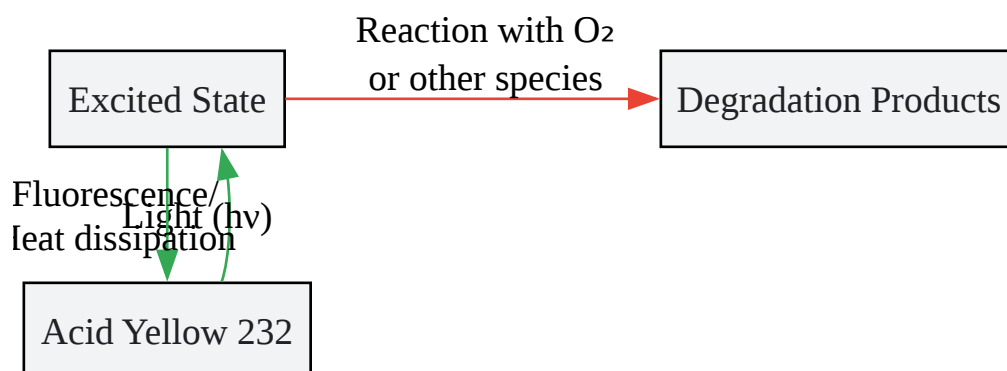 Reaction with O₂
or other species
Excited State
Degradation Products
Fluorescence/
Light (hν)
eat dissipation
Acid Yellow 232